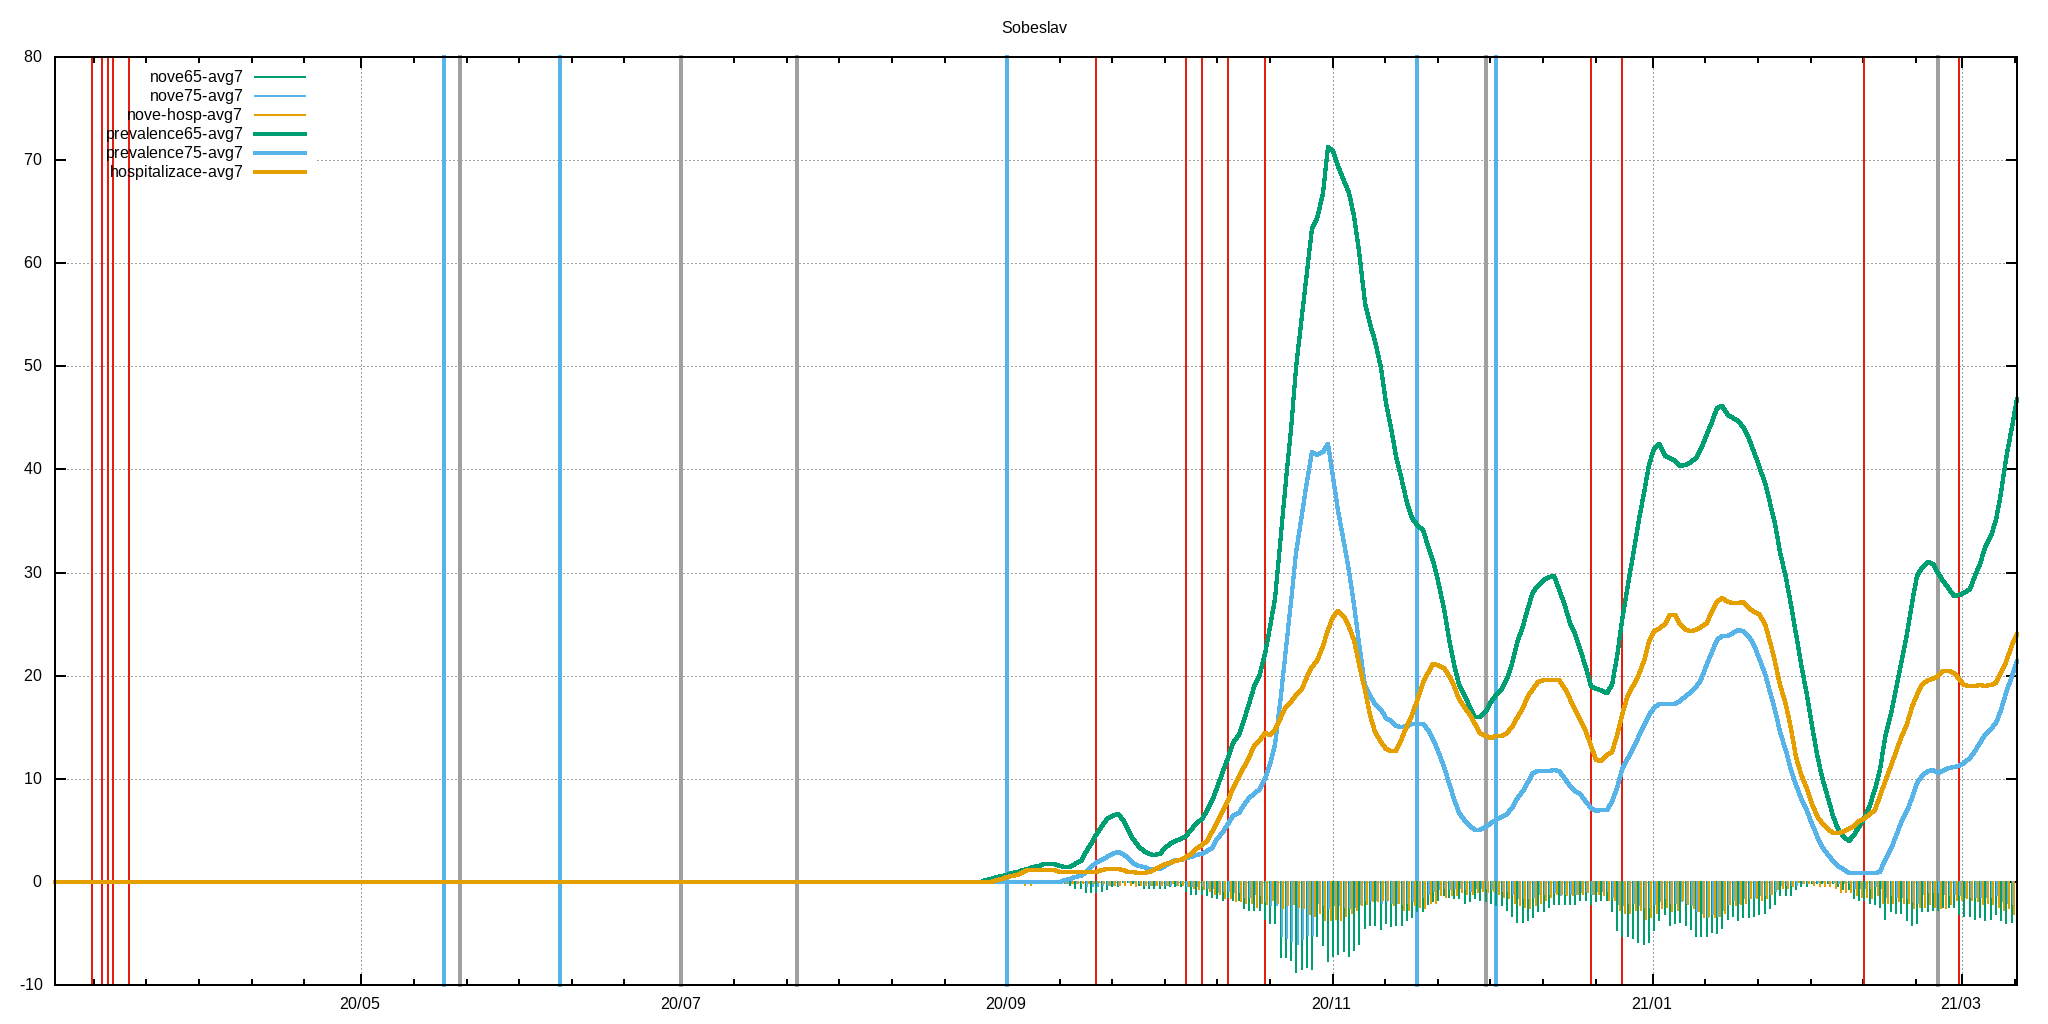 Sobeslav
80
70
60
50
40
30
20
10
0
-10
nove65-avg7
nove75-avg7
nove-hosp-avg7
prevalence65-avg7
prevalence75-avg7
hospitalizace-avg7
20/05
20/07
20/09
20/11
21/01
21/03